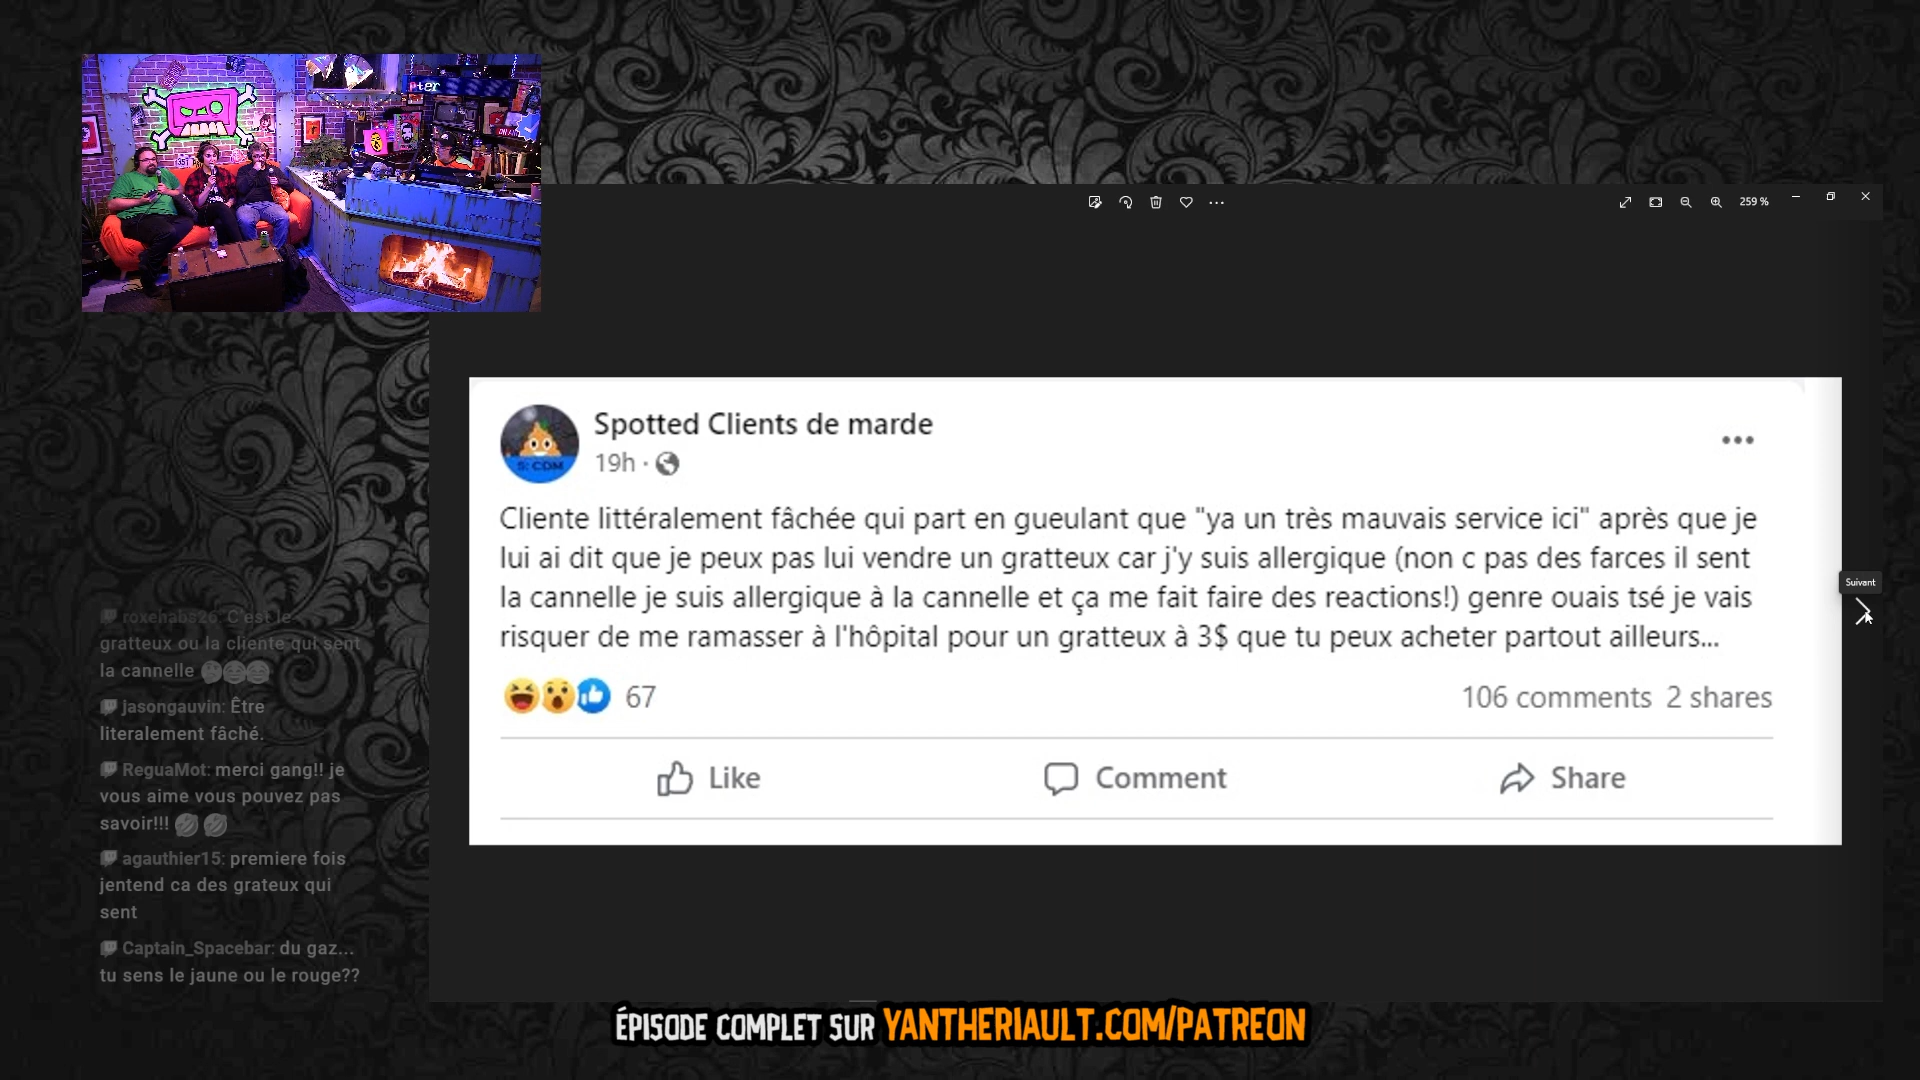 259 %
Spotted Clients de marde
S: CDM
19h ·
Cliente littéralement fâchée qui part en gueulant que "ya un très mauvais service ici" après que je
lui ai dit que je peux pas lui vendre un gratteux car j'y suis allergique (non c pas des farces il sent
la cannelle je suis allergique à la cannelle et ça me fait faire des reactions!) genre ouais tsé je vais
risquer de me ramasser à l'hôpital pour un gratteux à 3$ que tu peux acheter partout ailleurs...
67
106 comments 2 shares
Like
Comment
Share
Suivant
roxehabs26: C'est le
gratteux ou la cliente qui sent
la cannelle
jasongauvin: Être
literalement fâché.
ReguaMot: merci gang!! je
vous aime vous pouvez pas
savoir!!!
agauthier15: premiere fois
jentend ca des grateux qui
sent
Captain_Spacebar: du gaz...
tu sens le jaune ou le rouge??
ÉPISODE COMPLET SUR YANTHERIAULT.COM/PATREON